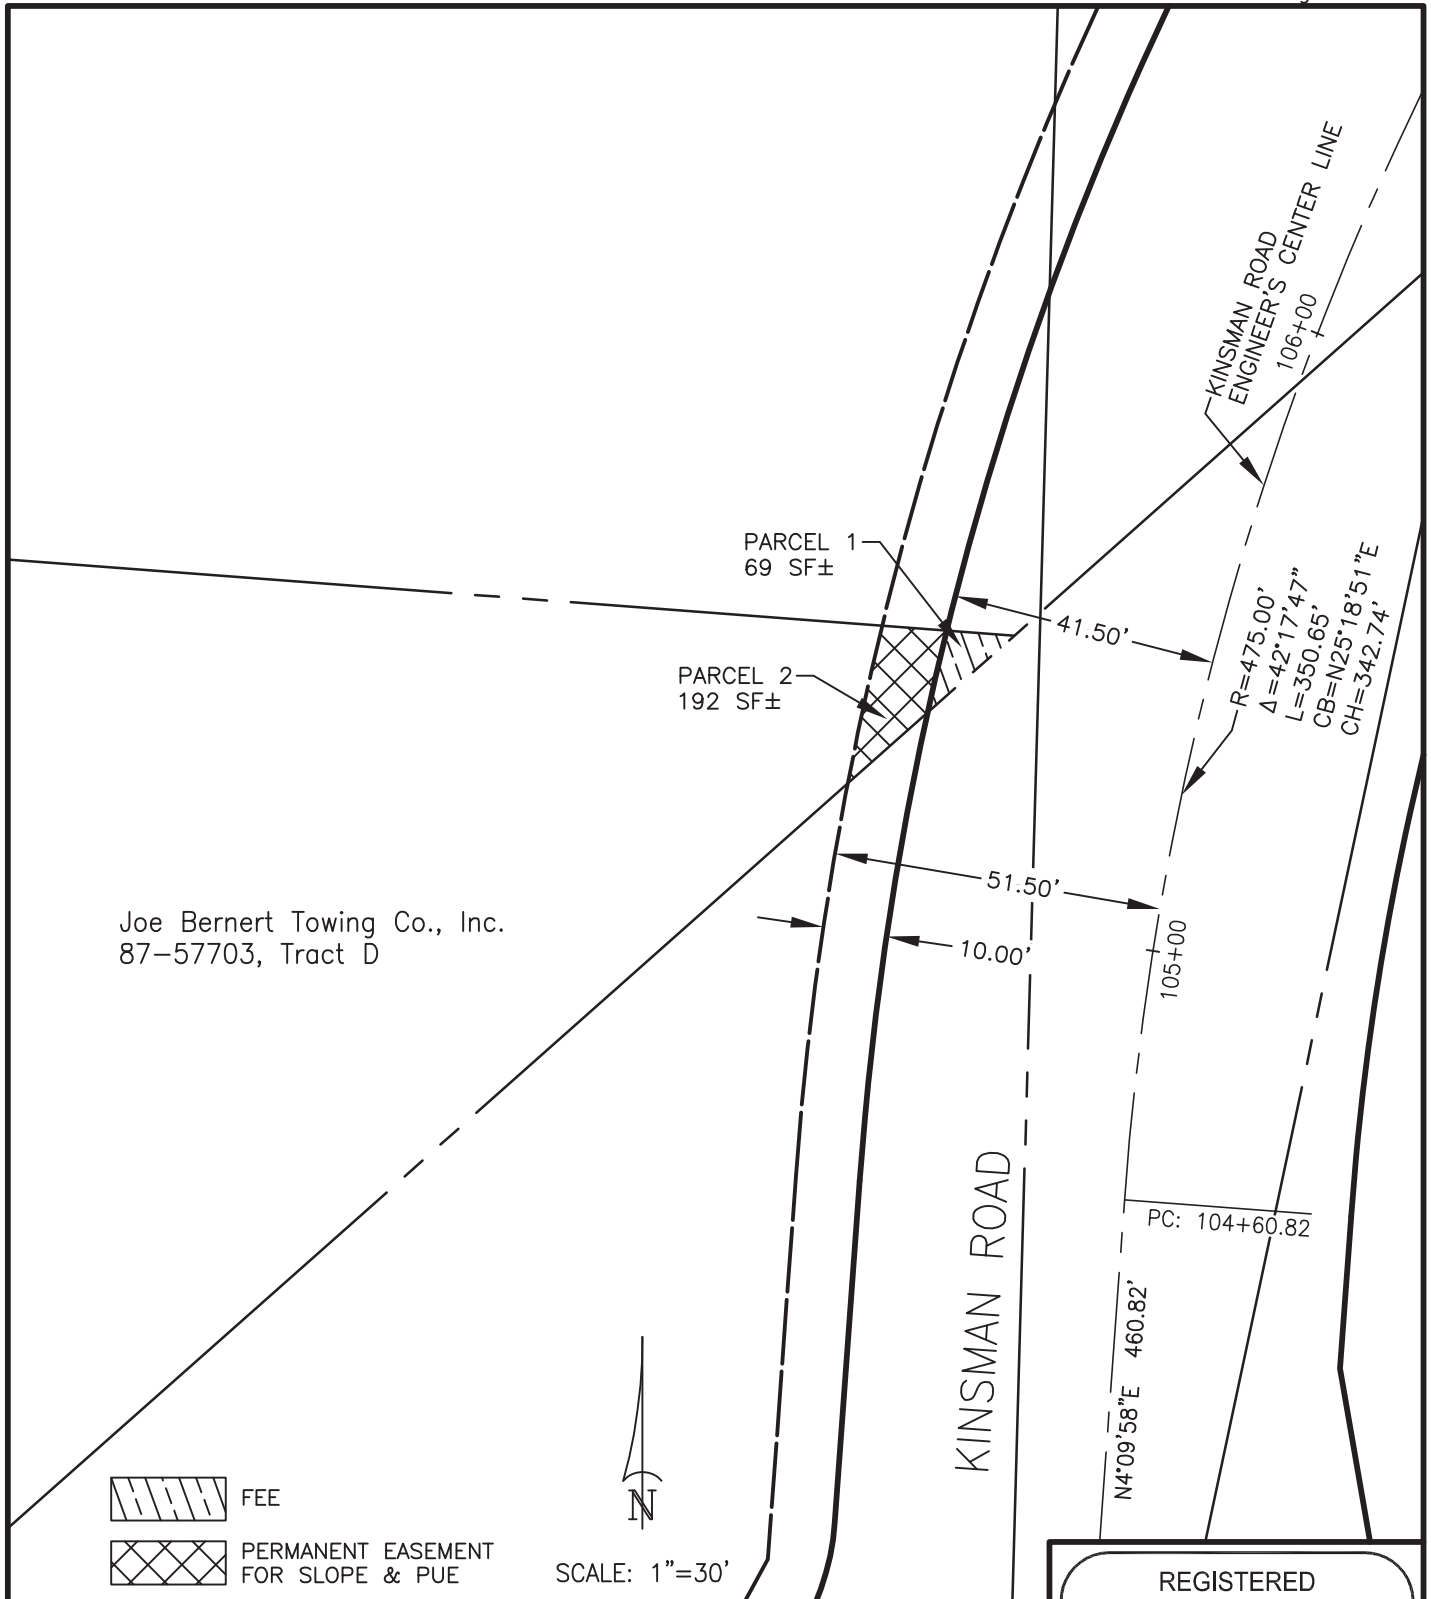 KINSMAN ROAD
ENGINEER'S CENTER LINE
106+00
PARCEL 1
69 SF±
41.50'
R=475.00'
Δ=42°17'47"
L=350.65'
CB=N25°18'51"E
CH=342.74'
PARCEL 2
192 SF±
51.50'
Joe Bernert Towing Co., Inc.
87-57703, Tract D
10.00'
105+00
KINSMAN ROAD
PC: 104+60.82
N4°09'58"E 460.82'
FEE
PERMANENT EASEMENT
FOR SLOPE & PUE
N
SCALE: 1"=30'
REGISTERED